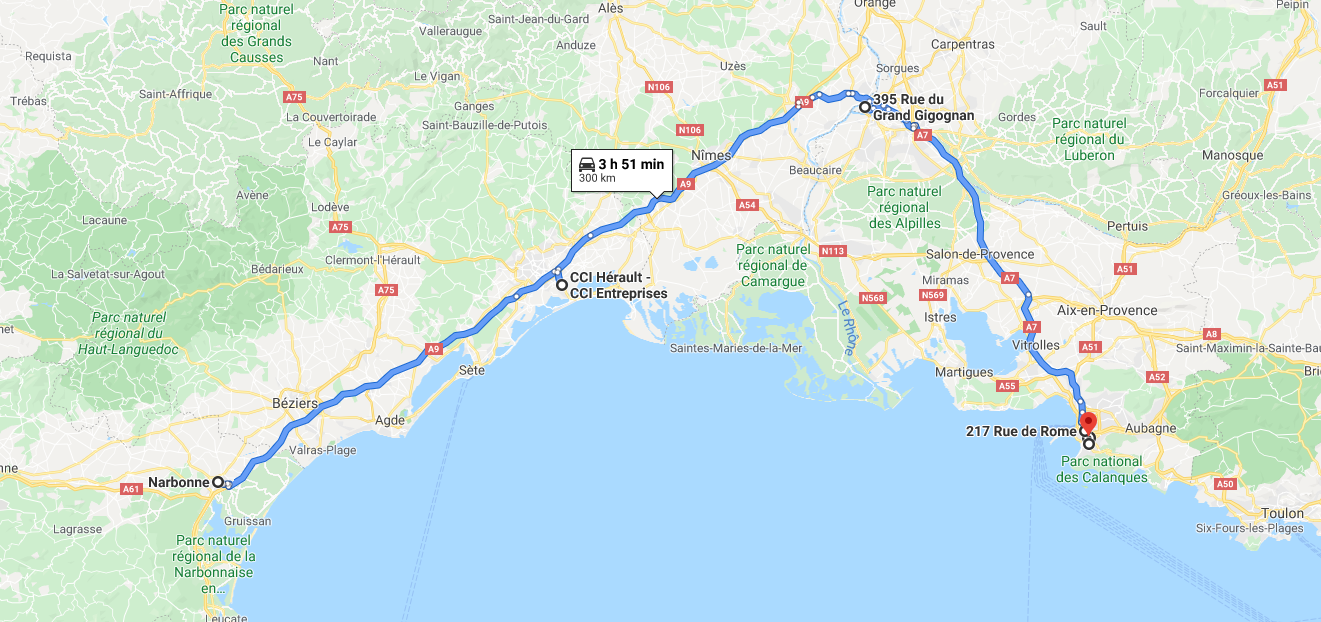 Parc naturel
régional
des Grands
Causses
Alès
Orange
Peipin
Saint-Jean-du-Gard
Valleraugue
Anduze
Sault
Carpentras
Requista
Nant
Le Vigan
Uzès
Sorgues
A51
N106
Trébas
Saint-Affrique
A75
Ganges
A9
395 Rue du
Grand Gigognan
Forcalquier
La Couvertoirade
Saint-Bauzille-de-Putois
Gordes
Parc naturel
régional du
Luberon
Le Caylar
N106
A7
Nîmes
Manosque
3 h 51 min
300 km
Beaucaire
A9
Avène
Parc naturel
régional
des Alpilles
Gréoux-les-Bains
Lacaune
Lodève
A54
A75
Pertuis
Clermont-l'Hérault
Parc naturel
régional de
Camargue
N113
Salon-de-Provence
Bédarieux
La Salvetat-sur-Agout
A51
CCI Hérault -
CCI Entreprises
A7
Miramas
A75
N568
N569
Le Rhône
Aix-en-Provence
Istres
Parc naturel
régional du
Haut-Languedoc
net
A7
A8
A9
Saintes-Maries-de-la-Mer
Vitrolles
A51
Saint-Maximin-la-Sainte-Bau
Sète
Martigues
A55
A52
Bri
Béziers
Agde
217 Rue de Rome
Aubagne
Valras-Plage
Parc national
des Calanques
nne
A61
Narbonne
A50
Lagrasse
Gruissan
Toulon
Six-Fours-les-Plages
Parc naturel
régional de la
Narbonnaise
en...
Leucate